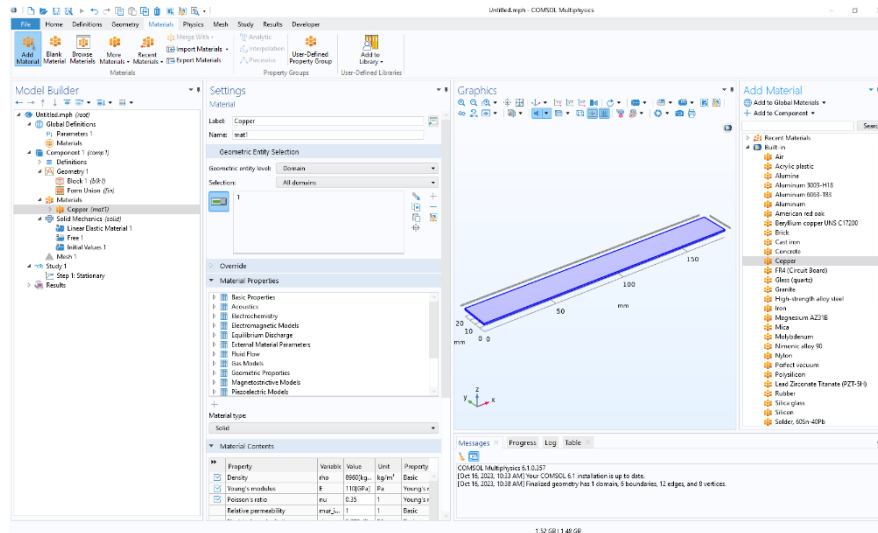 Untitled.mph - COMSOL Multiphysics
File Home Definitions Geometry Materials Physics Mesh Study Results Developer
Add Material
Blank Material
Browse Materials
More Materials
Recent Materials
Merge With
Import Materials
Export Materials
Materials
Analytic
Interpolation
Piecewise
User-Defined Property Group
Property Groups
Add to Library
User-Defined Libraries
Model Builder
Untitled.mph (root)
Global Definitions
Pi Parameters 1
Materials
Component 1 (comp1)
Definitions
Geometry 1
Block 1 (blk1)
Form Union (fin)
Materials
Copper (mat1)
Solid Mechanics (solid)
Linear Elastic Material 1
Free 1
Initial Values 1
Mesh 1
Study 1
Step 1: Stationary
Results
Settings
Material
Label: Copper
Name: mat1
Geometric Entity Selection
Geometric entity level: Domain
Selection: All domains
1
Override
Material Properties
Basic Properties
Acoustics
Electrochemistry
Electromagnetic Models
Equilibrium Discharge
External Material Parameters
Fluid Flow
Gas Models
Geometric Properties
Magnetostrictive Models
Piezoelectric Models
Material type:
Solid
Material Contents
Property Variable Value Unit Property
Density rho 8960[kg... kg/m³ Basic
Young's modulus E 110[GPa] Pa Young's r
Poisson's ratio nu 0.35 1 Young's r
Relative permeability mur_i... 1 1 Basic
Graphics
150
100
mm
50
20
10
0 0
mm
z
y x
Messages Progress Log Table
COMSOL Multiphysics 6.1.0.357
[Oct 16, 2023, 10:33 AM] Your COMSOL 6.1 installation is up to date.
[Oct 16, 2023, 10:38 AM] Finalized geometry has 1 domain, 6 boundaries, 12 edges, and 8 vertices.
Add Material
Add to Global Materials
Add to Component
Searc
Recent Materials
Built-in
Air
Acrylic plastic
Alumina
Aluminum 3003-H18
Aluminum 6063-T83
Aluminum
American red oak
Beryllium copper UNS C17200
Brick
Cast iron
Concrete
Copper
FR4 (Circuit Board)
Glass (quartz)
Granite
High-strength alloy steel
Iron
Magnesium AZ31B
Mica
Molybdenum
Nimonic alloy 90
Nylon
Perfect vacuum
Polysilicon
Lead Zirconate Titanate (PZT-5H)
Rubber
Silica glass
Silicon
Solder, 60Sn-40Pb
1.52 GB | 1.48 GB